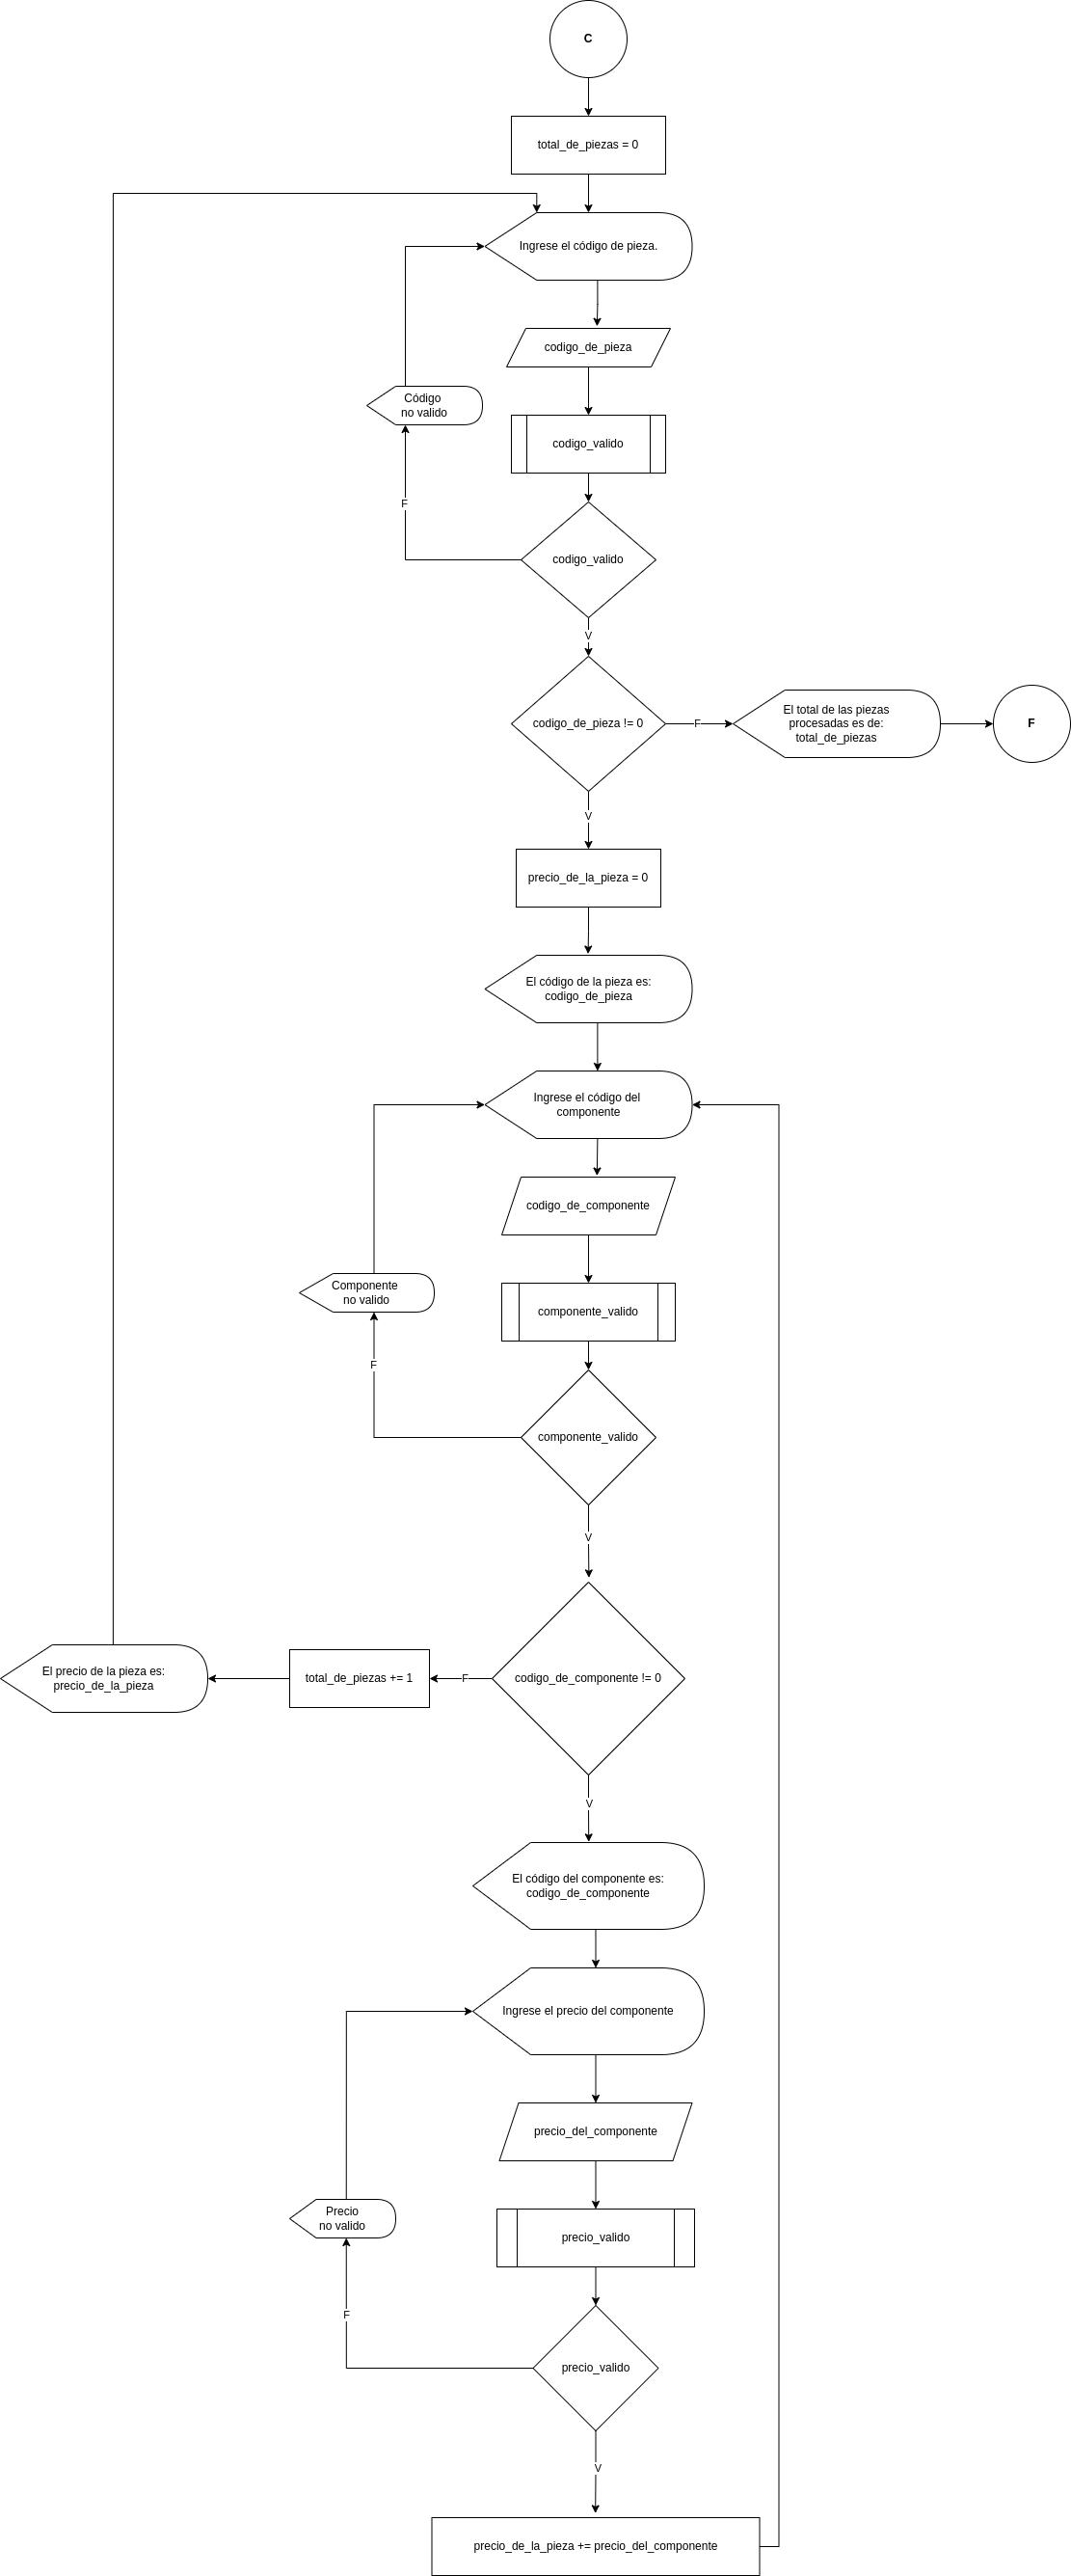 C
total_de_piezas = 0
Ingrese el código de pieza.
codigo_de_pieza
Código
no valido
codigo_valido
F
codigo_valido
V
codigo_de_pieza != 0
F
El total de las piezas
procesadas es de:
total_de_piezas
F
V
precio_de_la_pieza = 0
El código de la pieza es:
codigo_de_pieza
Ingrese el código del
componente
codigo_de_componente
Componente
no valido
componente_valido
F
componente_valido
V
codigo_de_componente != 0
F
total_de_piezas += 1
El precio de la pieza es:
precio_de_la_pieza
V
El código del componente es:
codigo_de_componente
Ingrese el precio del componente
precio_del_componente
Precio
no valido
precio_valido
F
precio_valido
V
precio_de_la_pieza += precio_del_componente